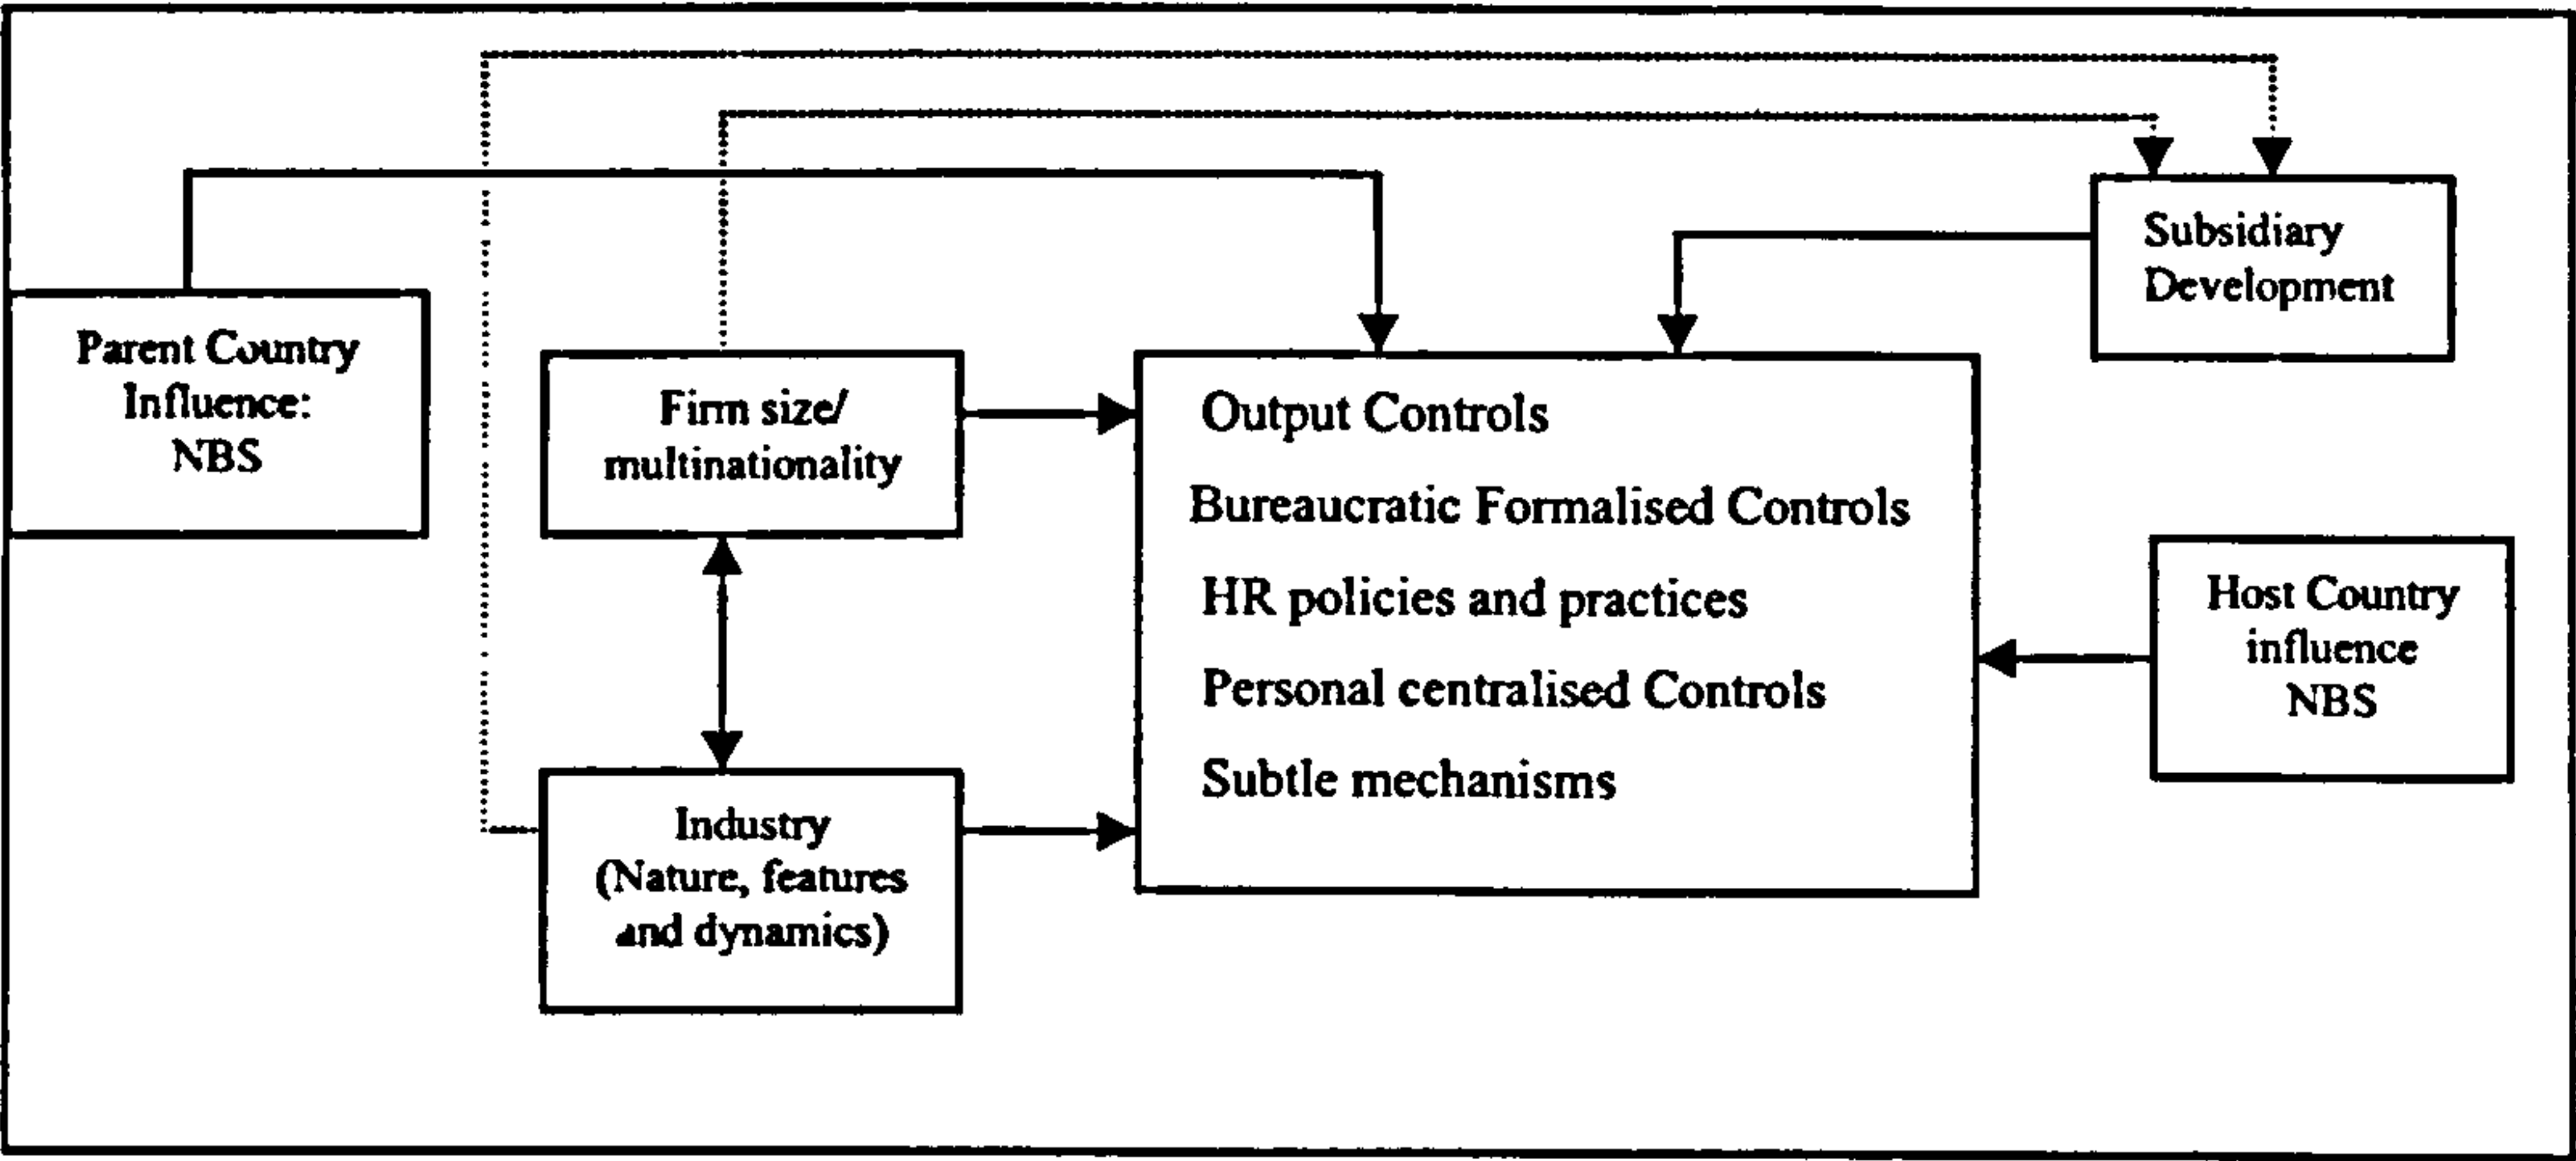 Parent Country
Influence:
NBS
Firm size/
multinationality
Industry
(Nature, features
and dynamics)
Output Controls
Bureaucratic Formalised Controls
HR policies and practices
Personal centralised Controls
Subtle mechanisms
Subsidiary
Development
Host Country
influence
NBS